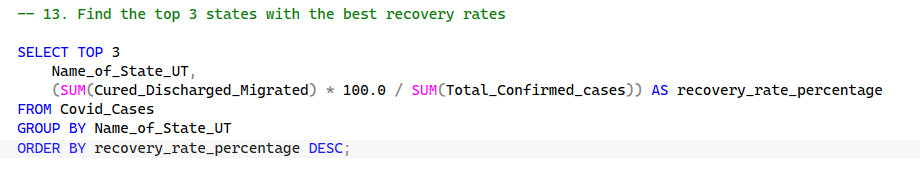 -- 13. Find the top 3 states with the best recovery rates
SELECT TOP 3
Name_of_State_UT,
(SUM(Cured_Discharged_Migrated) * 100.0 / SUM(Total_Confirmed_cases)) AS recovery_rate_percentage
FROM Covid_Cases
GROUP BY Name_of_State_UT
ORDER BY recovery_rate_percentage DESC;